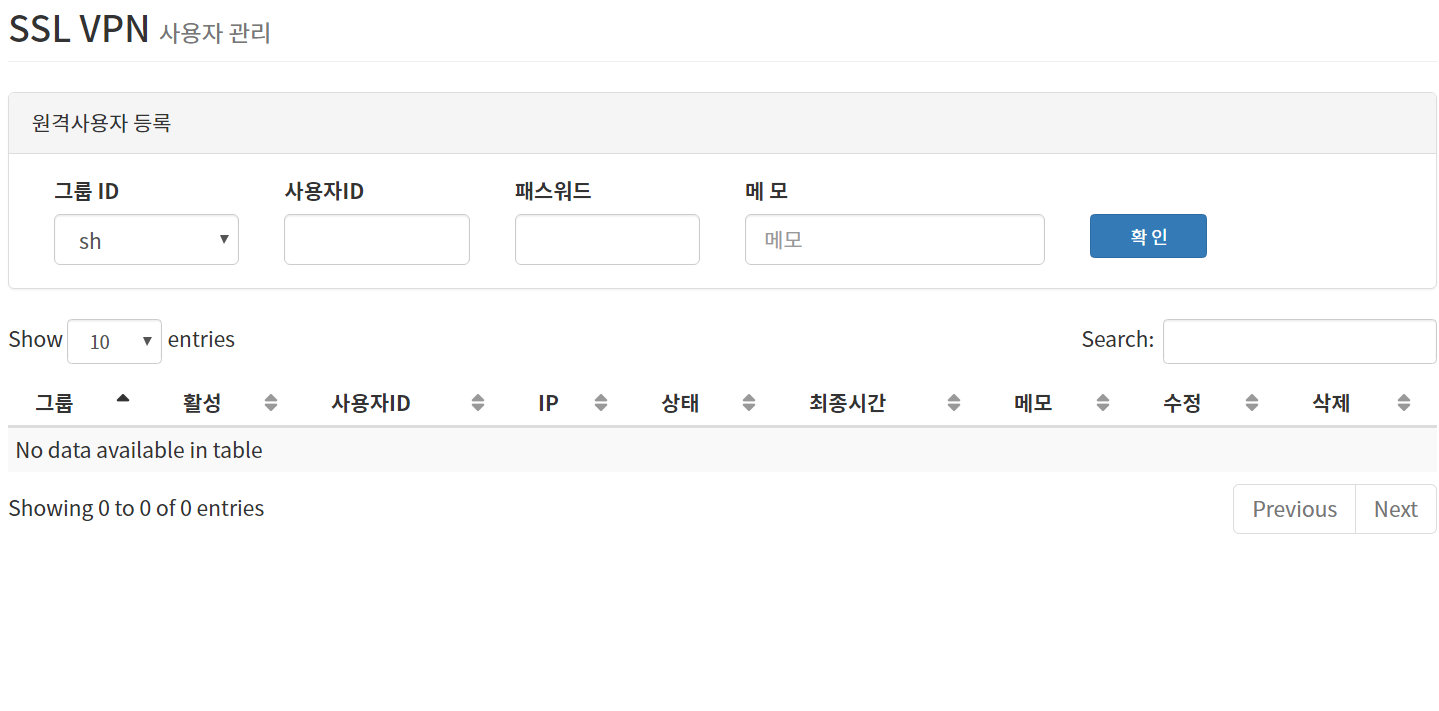 SSL VPN 사용자 관리
원격사용자 등록
그룹 ID 사용자ID 패스워드 메 모
sh 메모 확 인
Show 10 entries Search:
그룹 활성 사용자ID IP 상태 최종시간 메모 수정 삭제
No data available in table
Showing 0 to 0 of 0 entries Previous Next